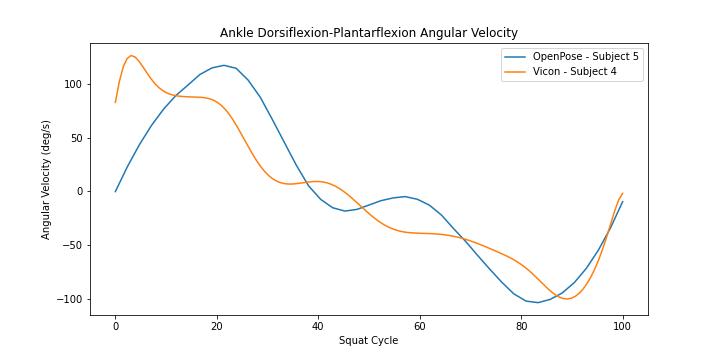 Ankle Dorsiflexion-Plantarflexion Angular Velocity
OpenPose - Subject 5
Vicon - Subject 4
Angular Velocity (deg/s)
100
50
0
−50
−100
0 20 40 60 80 100
Squat Cycle